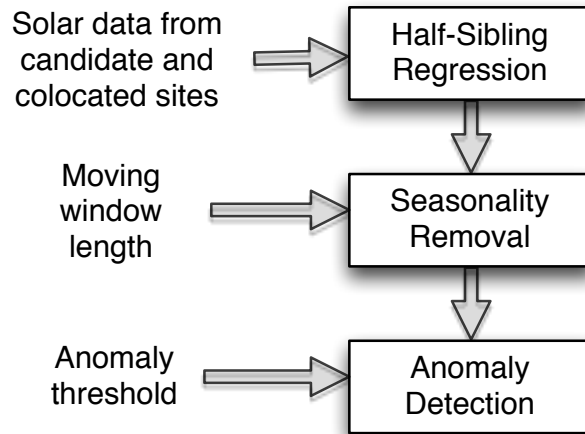 Solar data from
candidate and
colocated sites
Half-Sibling
Regression
Moving
window
length
Seasonality
Removal
Anomaly
threshold
Anomaly
Detection